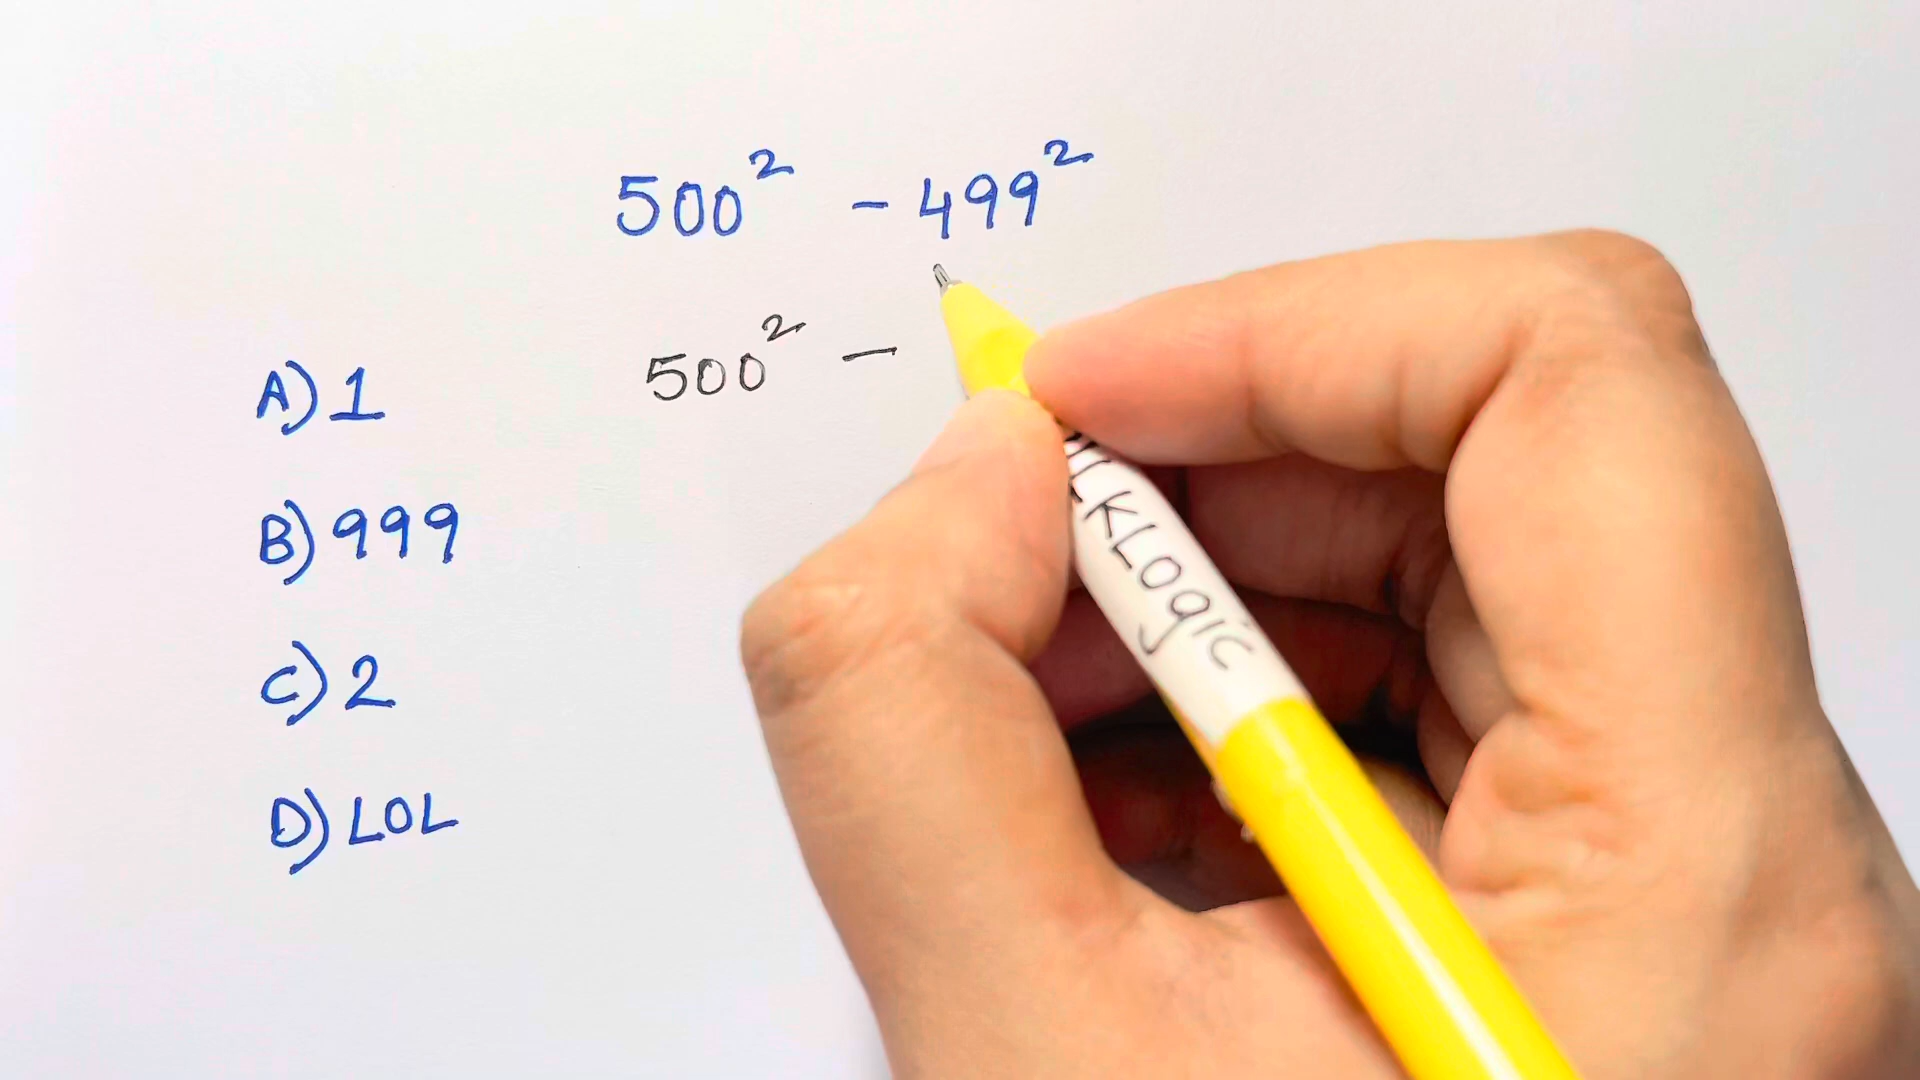 500² - 499²
500² -
A) 1
B) 999
C) 2
D) LOL
KLogic